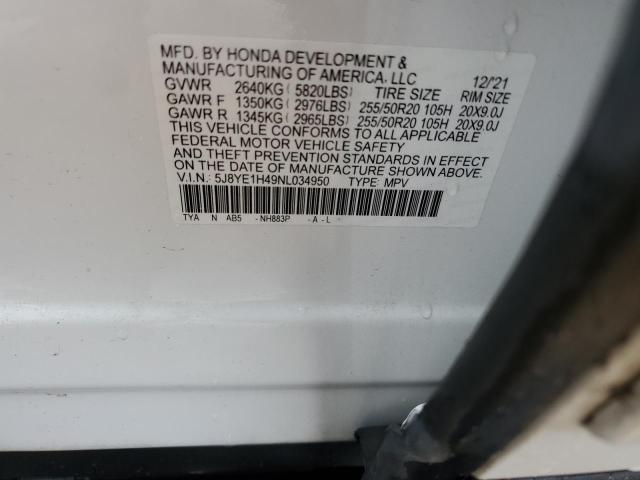 MFD. BY HONDA DEVELOPMENT &
MANUFACTURING OF AMERICA, LLC 12/'21
GVWR 2640KG ( 5820LBS) TIRE SIZE RIM SIZE
GAWR F 1350KG ( 2976LBS) 255/50R20 105H 20X9.0J
GAWR R 1345KG ( 2965LBS) 255/50R20 105H 20X9.0J
THIS VEHICLE CONFORMS TO ALL APPLICABLE
FEDERAL MOTOR VEHICLE SAFETY
AND THEFT PREVENTION STANDARDS IN EFFECT
ON THE DATE OF MANUFACTURE SHOWN ABOVE.
V.I.N.: 5J8YE1H49NL034950 TYPE: MPV
TYA N AB5 - NH883P - A - L